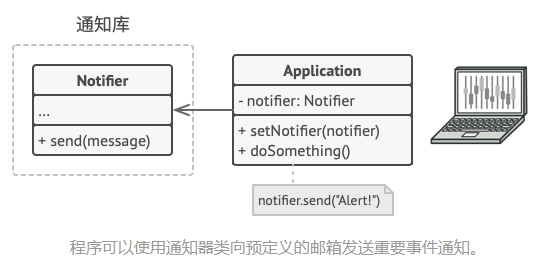 通知库
Notifier
...
+ send(message)
Application
- notifier: Notifier
+ setNotifier(notifier)
+ doSomething()
notifier.send("Alert!")
程序可以使用通知器类向预定义的邮箱发送重要事件通知。